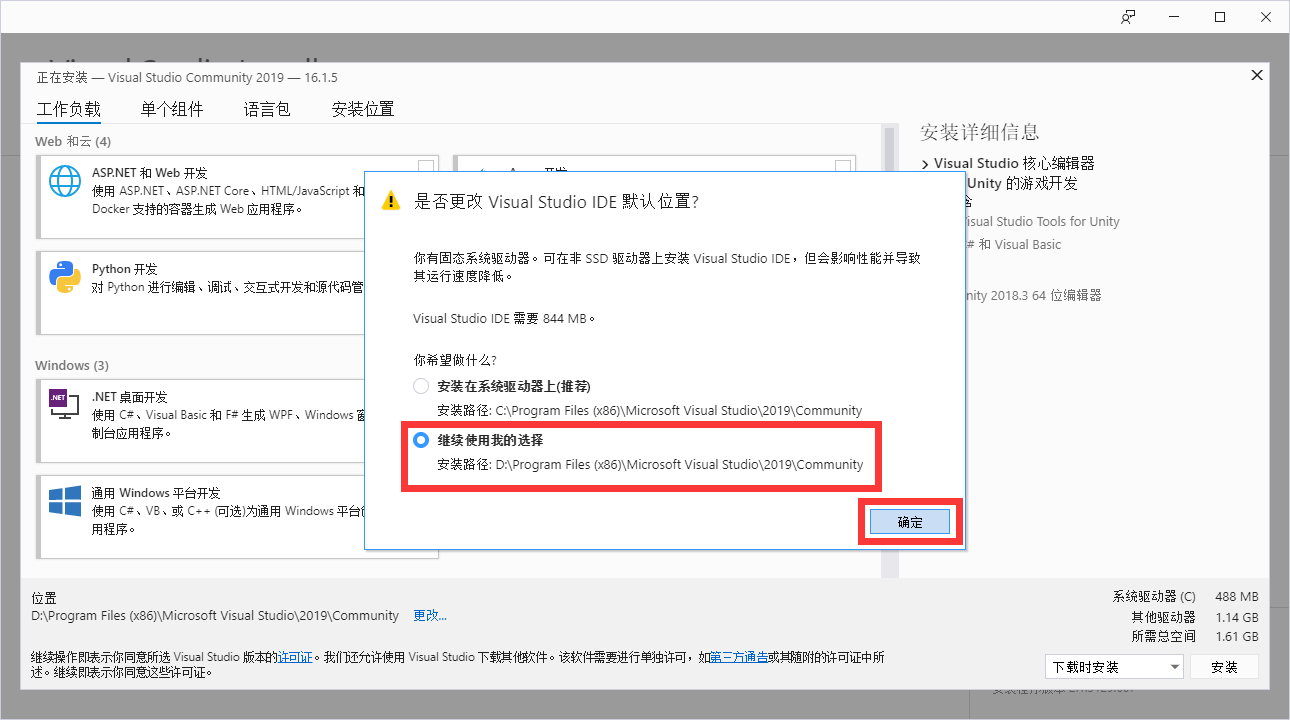 正在安装 — Visual Studio Community 2019 — 16.1.5
工作负载 单个组件 语言包 安装位置
Web 和云 (4)
ASP.NET 和 Web 开发
使用 ASP.NET、ASP.NET Core、HTML/JavaScript 和
Docker 支持的容器生成 Web 应用程序。
Python 开发
对 Python 进行编辑、调试、交互式开发和源代码管
Windows (3)
.NET
.NET 桌面开发
使用 C#、Visual Basic 和 F# 生成 WPF、Windows 窗
制台应用程序。
通用 Windows 平台开发
使用 C#、VB、或 C++ (可选)为通用 Windows 平台
用程序。
是否更改 Visual Studio IDE 默认位置?
你有固态系统驱动器。可在非 SSD 驱动器上安装 Visual Studio IDE，但会影响性能并导致
其运行速度降低。
Visual Studio IDE 需要 844 MB。
你希望做什么?
安装在系统驱动器上(推荐)
安装路径: C:\Program Files (x86)\Microsoft Visual Studio\2019\Community
继续使用我的选择
安装路径: D:\Program Files (x86)\Microsoft Visual Studio\2019\Community
确定
安装详细信息
Visual Studio 核心编辑器
Unity 的游戏开发
isual Studio Tools for Unity
# 和 Visual Basic
nity 2018.3 64 位编辑器
位置
D:\Program Files (x86)\Microsoft Visual Studio\2019\Community 更改...
继续操作即表示你同意所选 Visual Studio 版本的许可证。我们还允许使用 Visual Studio 下载其他软件。该软件需要进行单独许可，如第三方通告或其随附的许可证中所
述。继续即表示你同意这些许可证。
系统驱动器 (C) 488 MB
其他驱动器 1.14 GB
所需总空间 1.61 GB
下载时安装 安装